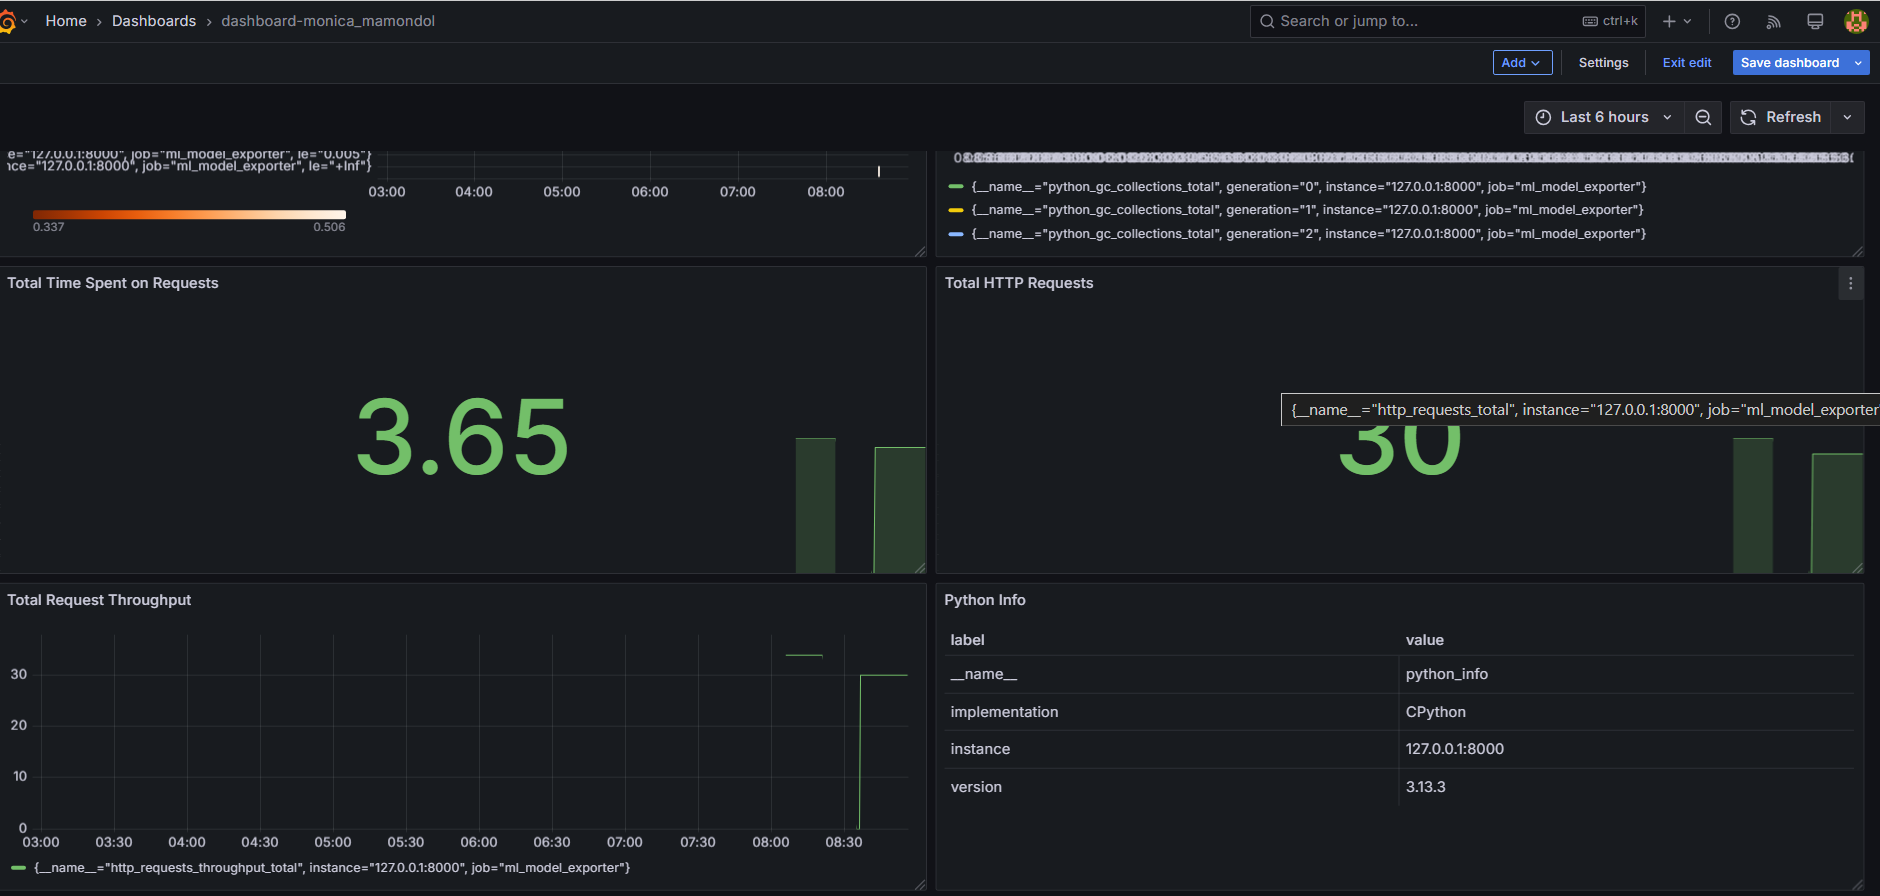 Home › Dashboards › dashboard-monica_mamondol
Search or jump to...
ctrl+k
Add
Settings
Exit edit
Save dashboard
Last 6 hours
Refresh
e="127.0.0.1:8000", job="ml_model_exporter", le="0.005"}
nce="127.0.0.1:8000", job="ml_model_exporter", le="+Inf"}
03:00 04:00 05:00 06:00 07:00 08:00
0.337 0.506
{__name__="python_gc_collections_total", generation="0", instance="127.0.0.1:8000", job="ml_model_exporter"}
{__name__="python_gc_collections_total", generation="1", instance="127.0.0.1:8000", job="ml_model_exporter"}
{__name__="python_gc_collections_total", generation="2", instance="127.0.0.1:8000", job="ml_model_exporter"}
Total Time Spent on Requests
3.65
Total HTTP Requests
{__name__="http_requests_total", instance="127.0.0.1:8000", job="ml_model_exporter
30
Total Request Throughput
30
20
10
0
03:00 03:30 04:00 04:30 05:00 05:30 06:00 06:30 07:00 07:30 08:00 08:30
{__name__="http_requests_throughput_total", instance="127.0.0.1:8000", job="ml_model_exporter"}
Python Info
label value
__name__ python_info
implementation CPython
instance 127.0.0.1:8000
version 3.13.3